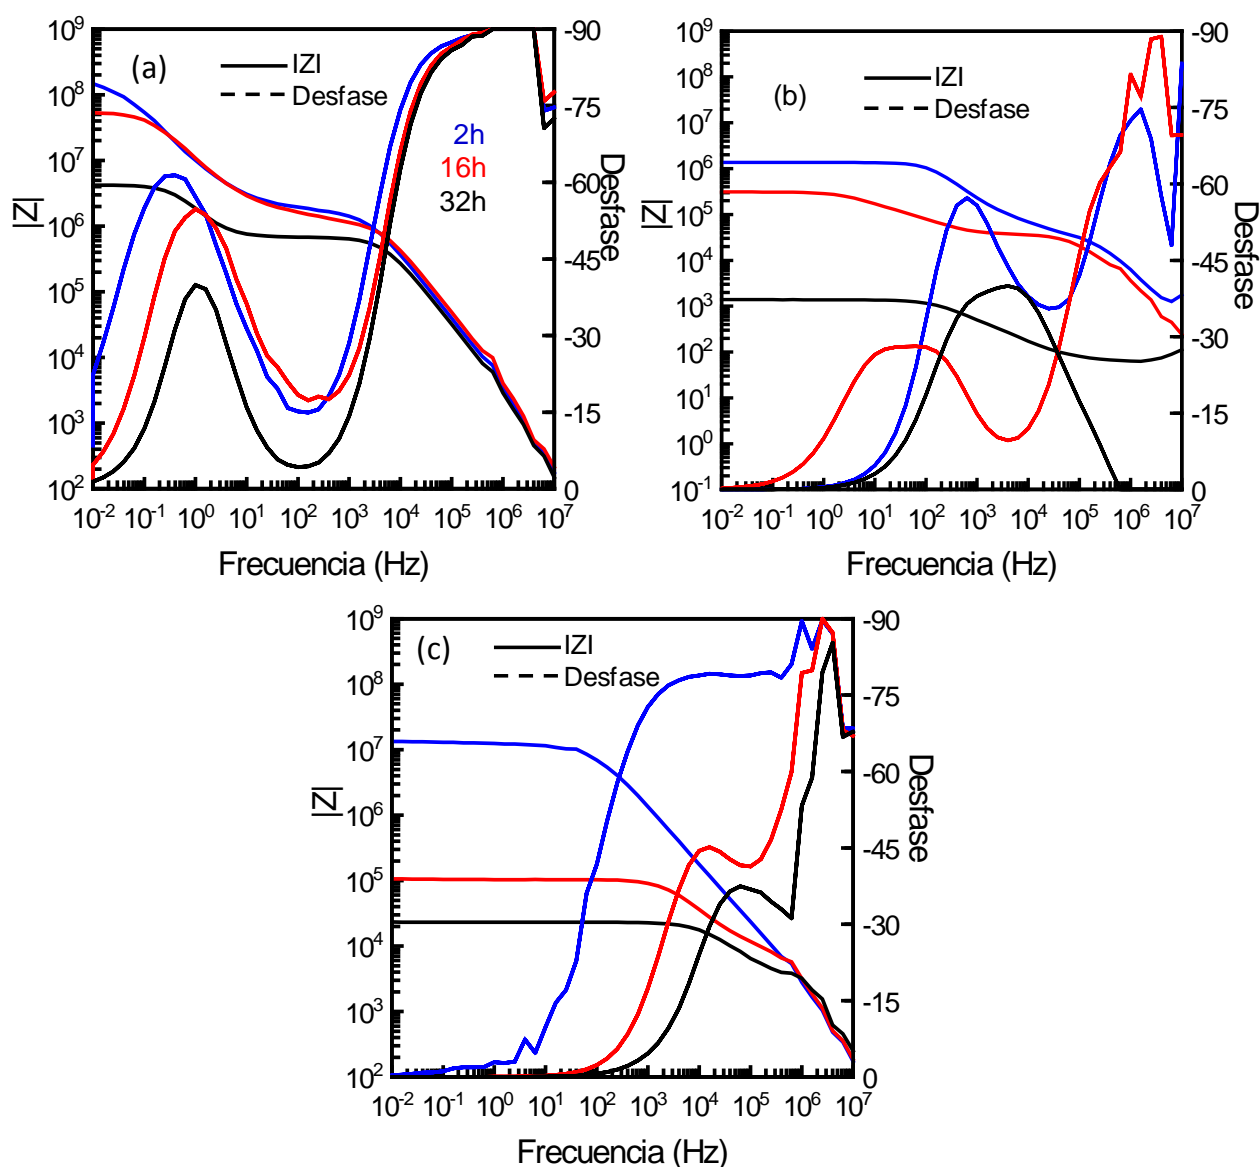 (a)
IZI
Desfase
2h
16h
32h
10⁹
10⁸
10⁷
10⁶
10⁵
10⁴
10³
10²
|Z|
-90
-75
-60
-45
-30
-15
0
Desfase
10⁻² 10⁻¹ 10⁰ 10¹ 10² 10³ 10⁴ 10⁵ 10⁶ 10⁷
Frecuencia (Hz)
(b)
IZI
Desfase
10⁹
10⁸
10⁷
10⁶
10⁵
10⁴
10³
10²
10¹
10⁰
10⁻¹
|Z|
-90
-75
-60
-45
-30
-15
0
Desfase
10⁻² 10⁻¹ 10⁰ 10¹ 10² 10³ 10⁴ 10⁵ 10⁶ 10⁷
Frecuencia (Hz)
(c)
IZI
Desfase
10⁹
10⁸
10⁷
10⁶
10⁵
10⁴
10³
10²
|Z|
-90
-75
-60
-45
-30
-15
0
Desfase
10⁻² 10⁻¹ 10⁰ 10¹ 10² 10³ 10⁴ 10⁵ 10⁶ 10⁷
Frecuencia (Hz)